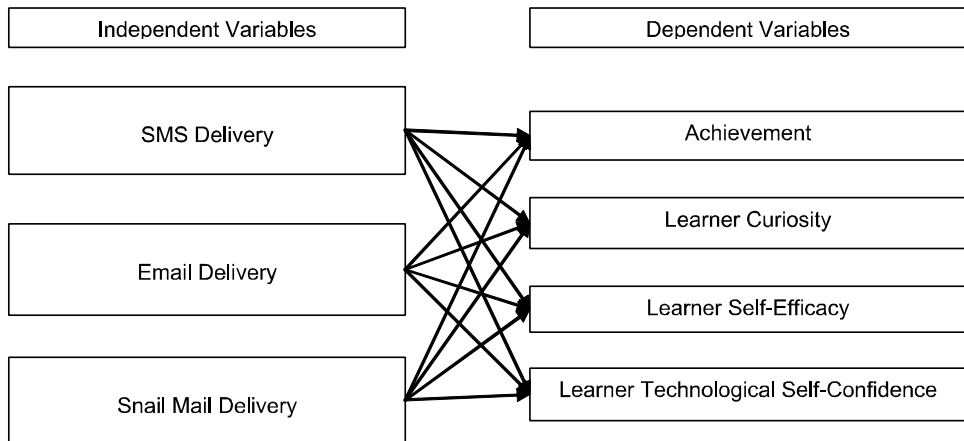 Independent Variables
Dependent Variables
SMS Delivery
Achievement
Learner Curiosity
Email Delivery
Learner Self-Efficacy
Snail Mail Delivery
Learner Technological Self-Confidence